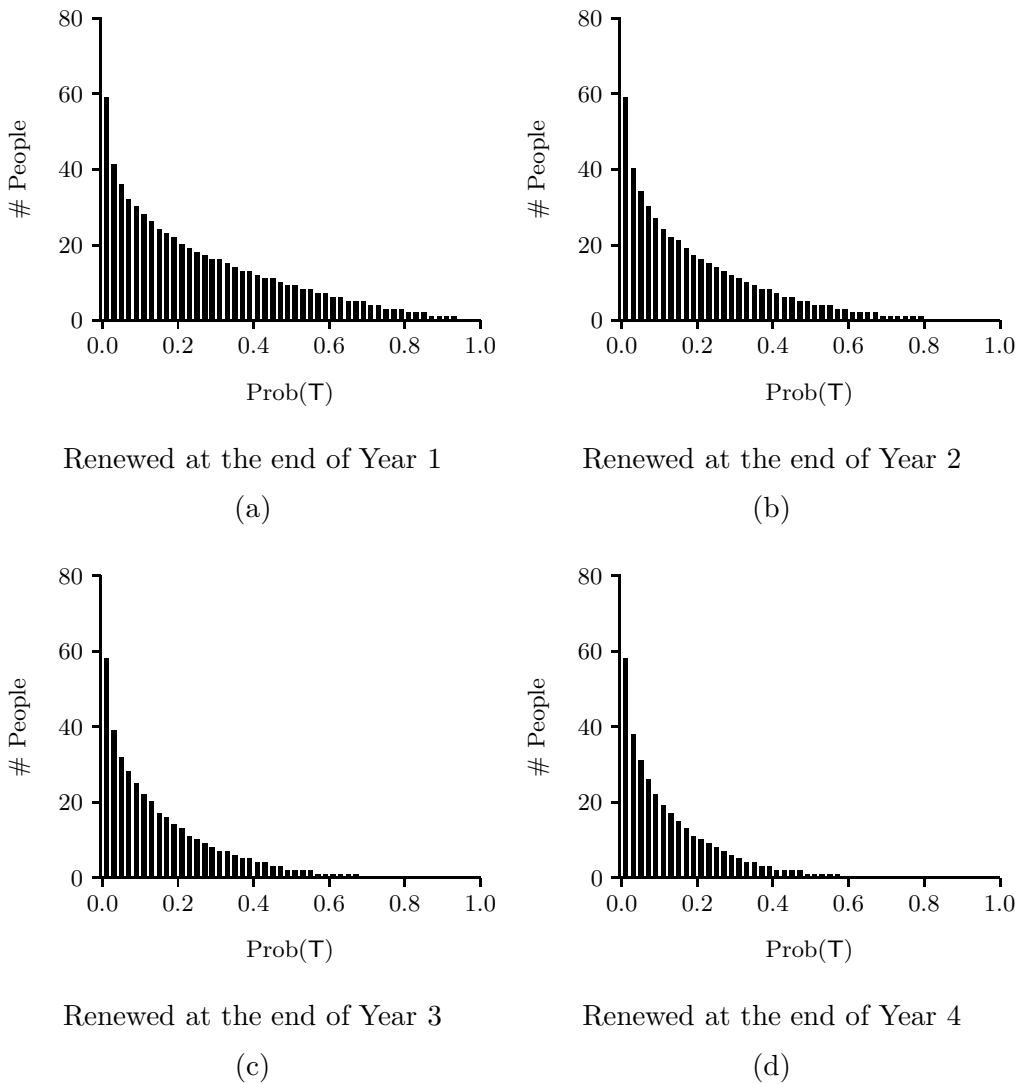 80
60
40
20
0
# People
0.0 0.2 0.4 0.6 0.8 1.0
Prob(T)
Renewed at the end of Year 1
(a)
80
60
40
20
0
# People
0.0 0.2 0.4 0.6 0.8 1.0
Prob(T)
Renewed at the end of Year 2
(b)
80
60
40
20
0
# People
0.0 0.2 0.4 0.6 0.8 1.0
Prob(T)
Renewed at the end of Year 3
(c)
80
60
40
20
0
# People
0.0 0.2 0.4 0.6 0.8 1.0
Prob(T)
Renewed at the end of Year 4
(d)